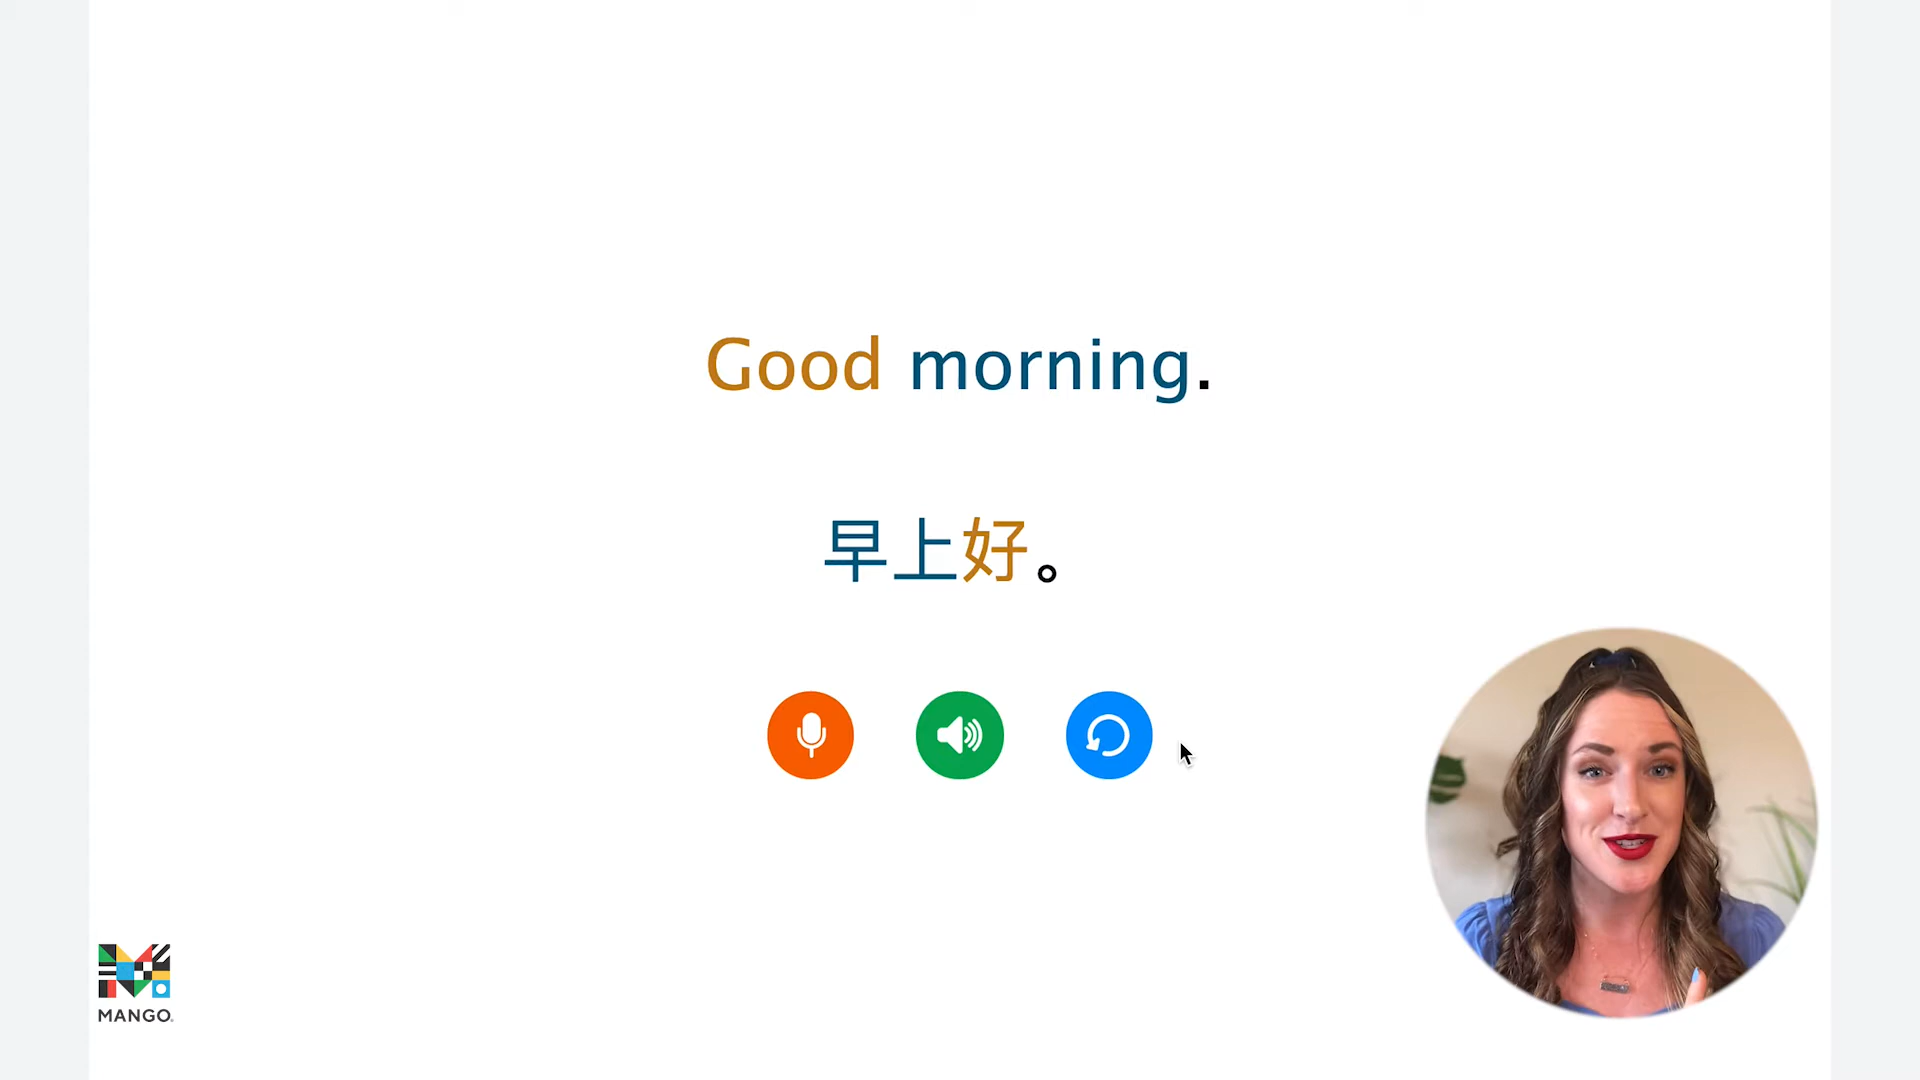 Good morning.
早上好。
MANGO